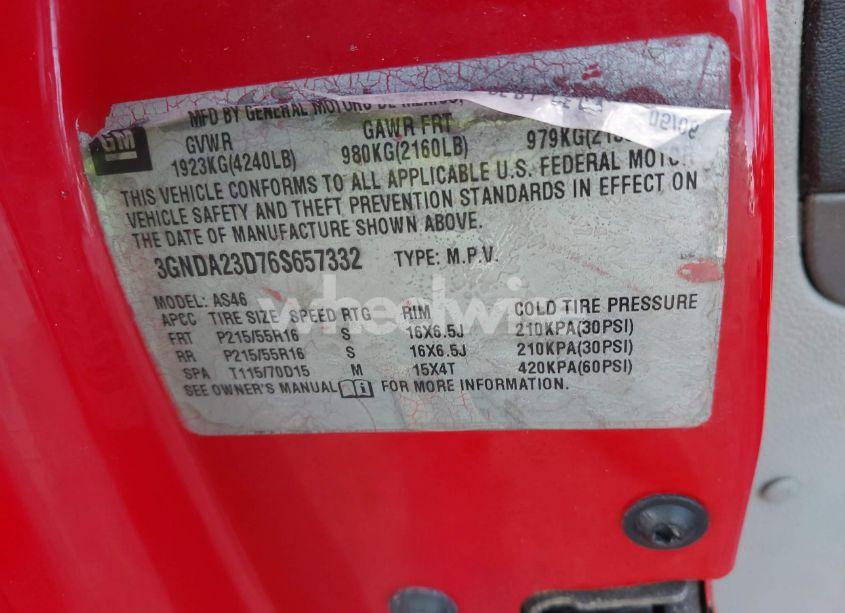 MFD BY GENERAL MOTORS DE MEXICO,
GM
GVWR GAWR FRT
1923KG(4240LB) 980KG(2160LB) 979KG(216
THIS VEHICLE CONFORMS TO ALL APPLICABLE U.S. FEDERAL MOTOR
VEHICLE SAFETY AND THEFT PREVENTION STANDARDS IN EFFECT ON
THE DATE OF MANUFACTURE SHOWN ABOVE.
3GNDA23D76S657332 TYPE: M.P.V.
MODEL: AS46
APCC TIRE SIZE SPEED RTG RIM COLD TIRE PRESSURE
FRT P215/55R16 S 16X6.5J 210KPA(30PSI)
RR P215/55R16 S 16X6.5J 210KPA(30PSI)
SPA T115/70D15 M 15X4T 420KPA(60PSI)
SEE OWNER'S MANUAL FOR MORE INFORMATION.